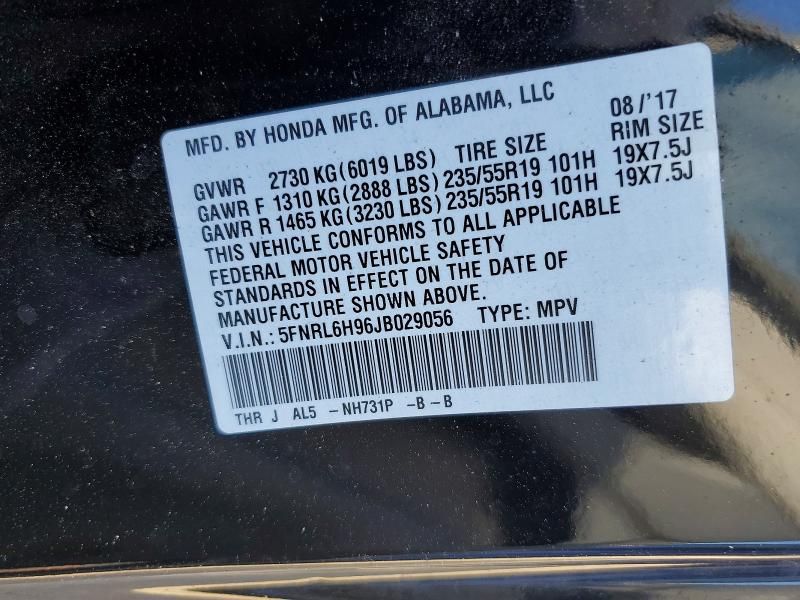 MFD. BY HONDA MFG. OF ALABAMA, LLC 08/'17
GVWR 2730 KG(6019 LBS) TIRE SIZE RIM SIZE
GAWR F 1310 KG(2888 LBS) 235/55R19 101H 19X7.5J
GAWR R 1465 KG(3230 LBS) 235/55R19 101H 19X7.5J
THIS VEHICLE CONFORMS TO ALL APPLICABLE
FEDERAL MOTOR VEHICLE SAFETY
STANDARDS IN EFFECT ON THE DATE OF
MANUFACTURE SHOWN ABOVE.
V.I.N.: 5FNRL6H96JB029056 TYPE: MPV
THR J AL5 -NH731P -B-B